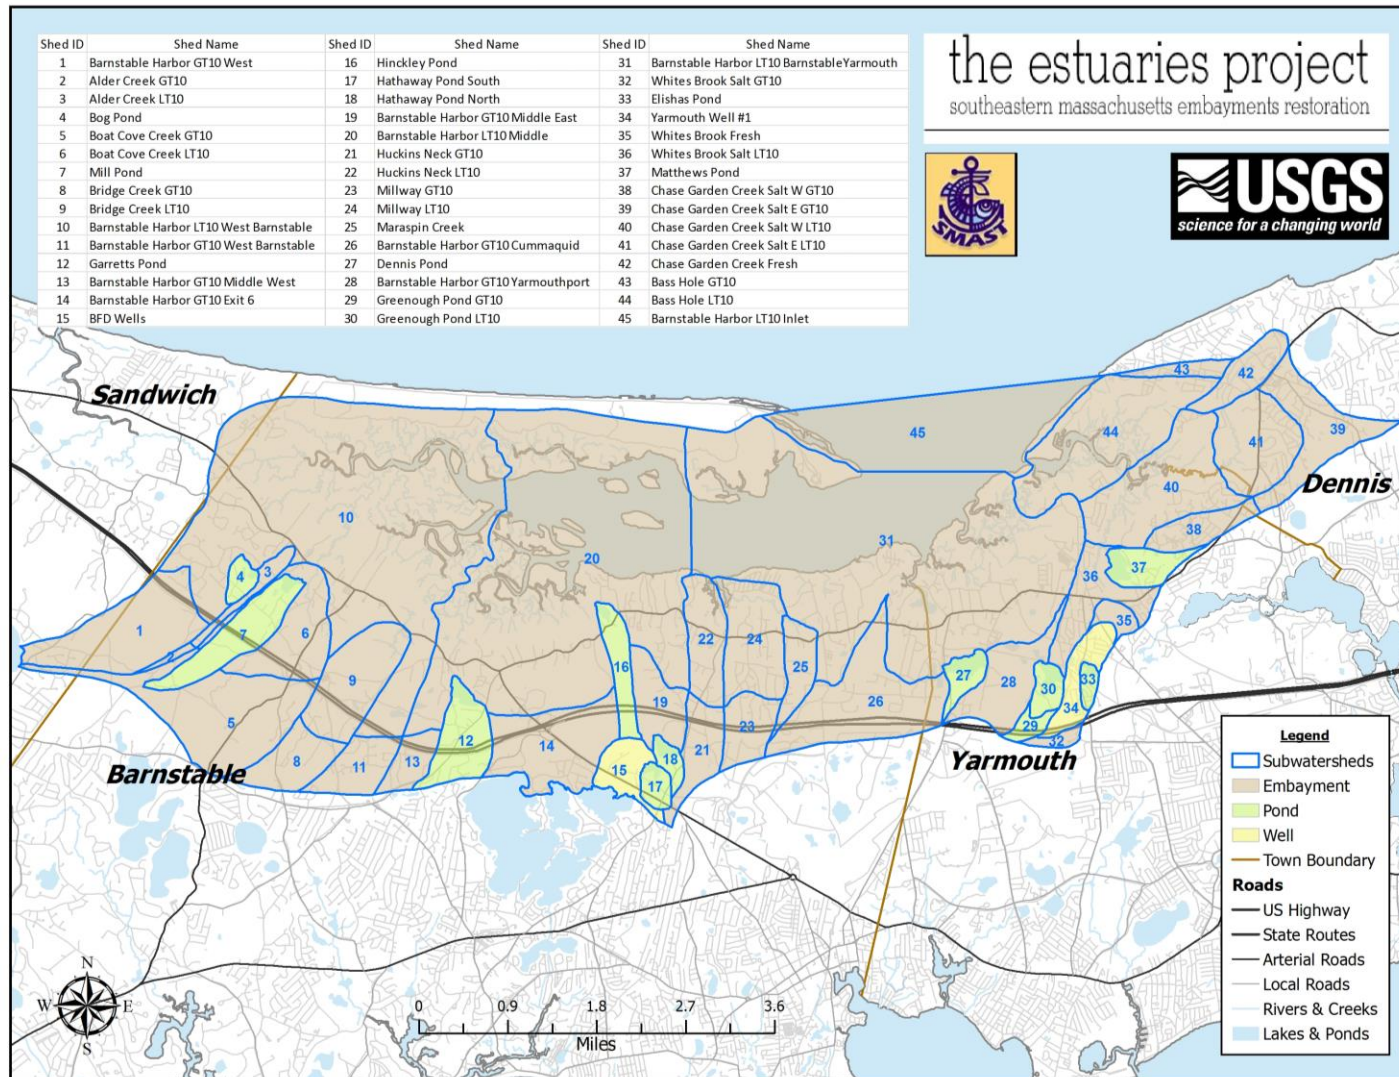 Shed ID Shed Name Shed ID Shed Name Shed ID Shed Name
1 Barnstable Harbor GT10 West 16 Hinckley Pond 31 Barnstable Harbor LT10 BarnstableYarmouth
2 Alder Creek GT10 17 Hathaway Pond South 32 Whites Brook Salt GT10
3 Alder Creek LT10 18 Hathaway Pond North 33 Elishas Pond
4 Bog Pond 19 Barnstable Harbor GT10 Middle East 34 Yarmouth Well #1
5 Boat Cove Creek GT10 20 Barnstable Harbor LT10 Middle 35 Whites Brook Fresh
6 Boat Cove Creek LT10 21 Huckins Neck GT10 36 Whites Brook Salt LT10
7 Mill Pond 22 Huckins Neck LT10 37 Matthews Pond
8 Bridge Creek GT10 23 Millway GT10 38 Chase Garden Creek Salt W GT10
9 Bridge Creek LT10 24 Millway LT10 39 Chase Garden Creek Salt E GT10
10 Barnstable Harbor LT10 West Barnstable 25 Maraspin Creek 40 Chase Garden Creek Salt W LT10
11 Barnstable Harbor GT10 West Barnstable 26 Barnstable Harbor GT10 Cummaquid 41 Chase Garden Creek Salt E LT10
12 Garretts Pond 27 Dennis Pond 42 Chase Garden Creek Fresh
13 Barnstable Harbor GT10 Middle West 28 Barnstable Harbor GT10 Yarmouthport 43 Bass Hole GT10
14 Barnstable Harbor GT10 Exit 6 29 Greenough Pond GT10 44 Bass Hole LT10
15 BFD Wells 30 Greenough Pond LT10 45 Barnstable Harbor LT10 Inlet
the estuaries project
southeastern massachusetts embayments restoration
SMAST
USGS
science for a changing world
Sandwich
Dennis
Barnstable
Yarmouth
43
42
45
44
41
39
40
10
38
31
20
37
36
4
3
35
1
7
6
22
24
2
16
25
27
28
30
33
9
19
26
34
5
23
29
12
14
21
32
8
11
13
15
18
17
Legend
Subwatersheds
Embayment
Pond
Well
Town Boundary
Roads
US Highway
State Routes
Arterial Roads
Local Roads
Rivers & Creeks
Lakes & Ponds
N
W E
S
0 0.9 1.8 2.7 3.6
Miles